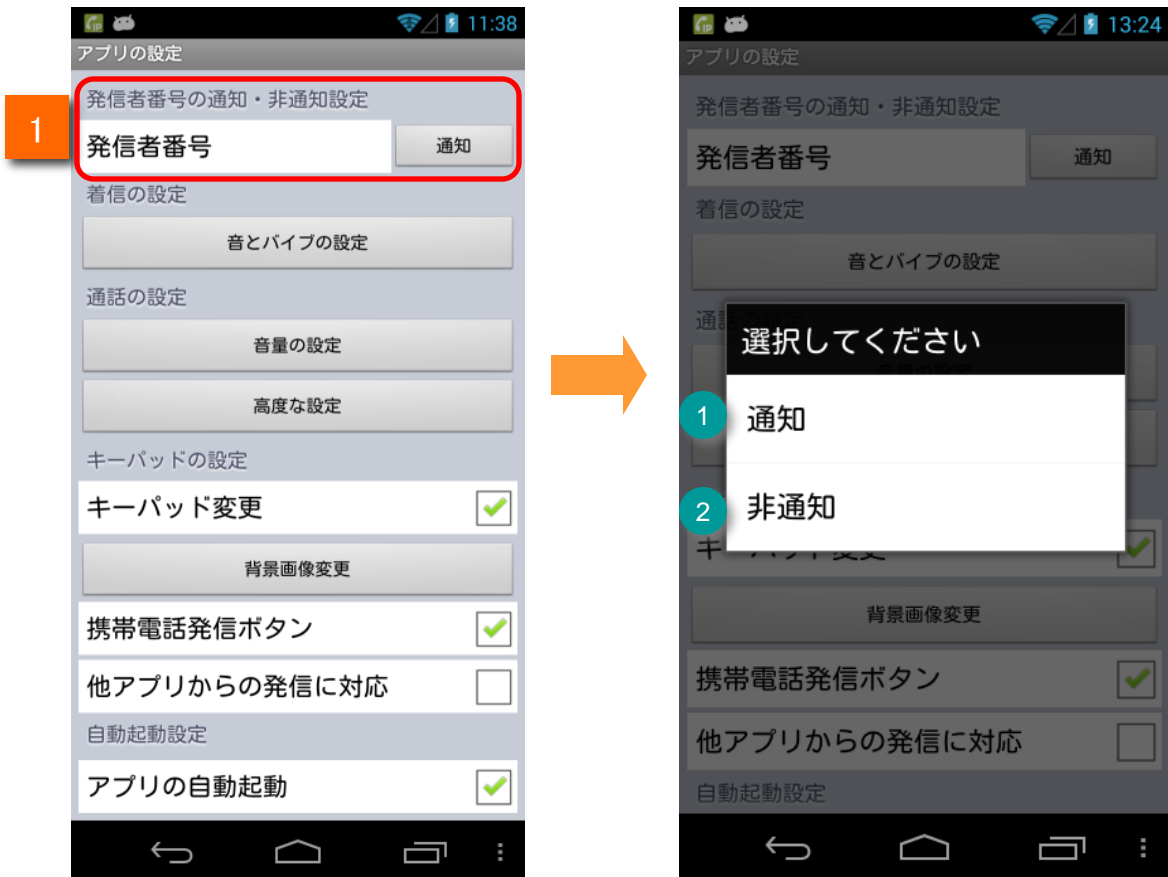 11:38
アプリの設定
1
発信者番号の通知・非通知設定
発信者番号
通知
着信の設定
音とバイブの設定
通話の設定
音量の設定
高度な設定
キーパッドの設定
キーパッド変更
背景画像変更
携帯電話発信ボタン
他アプリからの発信に対応
自動起動設定
アプリの自動起動
13:24
アプリの設定
発信者番号の通知・非通知設定
発信者番号
通知
着信の設定
音とバイブの設定
選択してください
1
通知
2
非通知
キーパッド変更
背景画像変更
携帯電話発信ボタン
他アプリからの発信に対応
自動起動設定